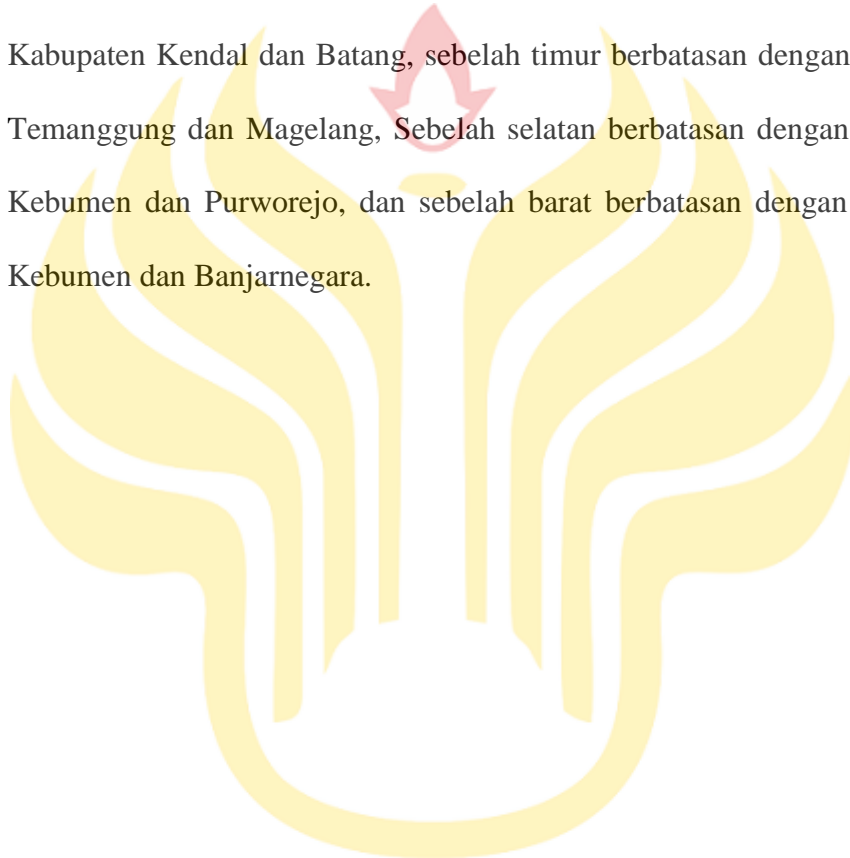 Kabupaten Kendal dan Batang, sebelah timur berbatasan dengan
Temanggung dan Magelang, Sebelah selatan berbatasan dengan
Kebumen dan Purworejo, dan sebelah barat berbatasan dengan
Kebumen dan Banjarnegara.